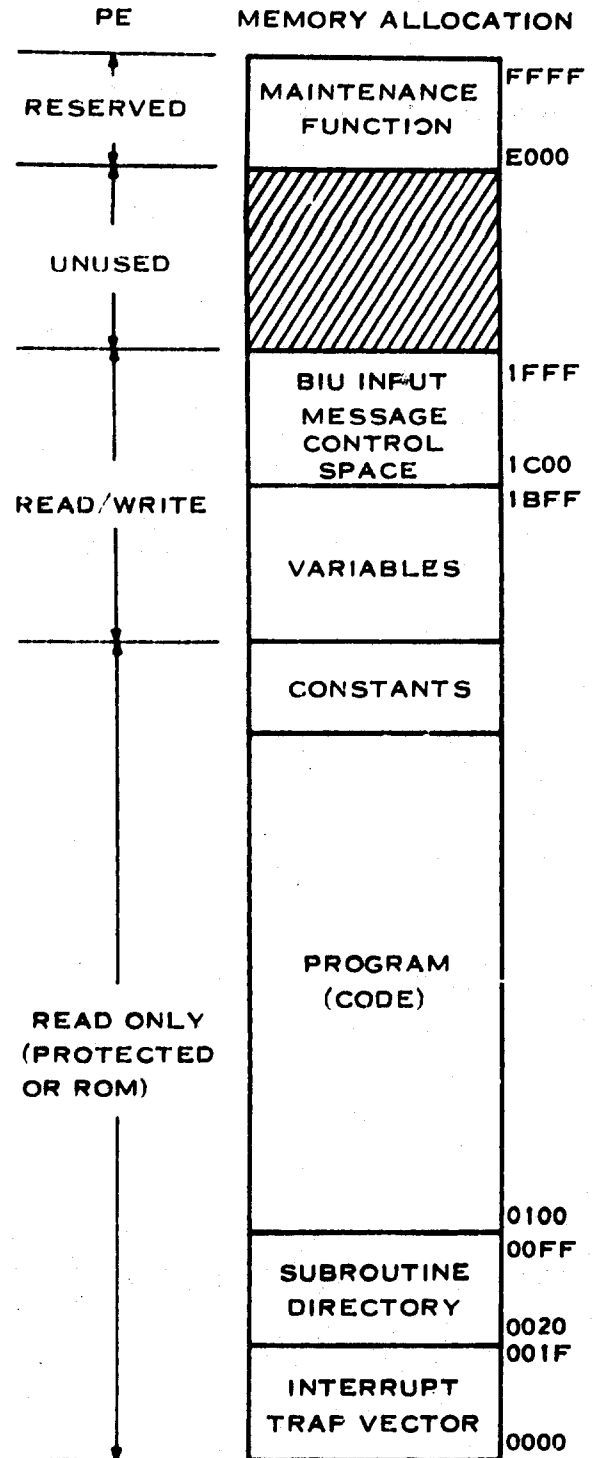 PE MEMORY ALLOCATION
RESERVED
MAINTENANCE
FUNCTION
FFFF
E000
UNUSED
READ/WRITE
BIU INPUT
MESSAGE
CONTROL
SPACE
1FFF
1C00
1BFF
VARIABLES
CONSTANTS
PROGRAM
(CODE)
READ ONLY
(PROTECTED
OR ROM)
0100
00FF
SUBROUTINE
DIRECTORY
0020
001F
INTERRUPT
TRAP VECTOR
0000